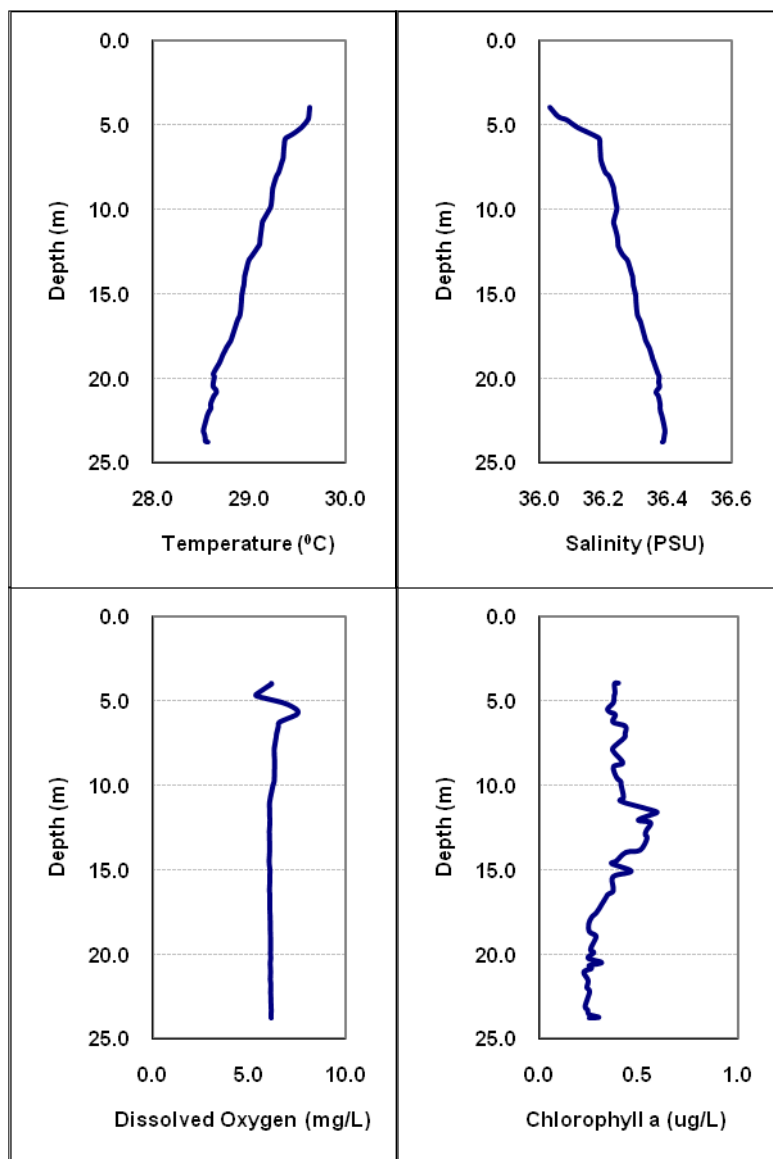 0.0
5.0
10.0
15.0
20.0
25.0
Depth (m)
28.0 29.0 30.0
Temperature (⁰C)
0.0
5.0
10.0
15.0
20.0
25.0
Depth (m)
36.0 36.2 36.4 36.6
Salinity (PSU)
0.0
5.0
10.0
15.0
20.0
25.0
Depth (m)
0.0 5.0 10.0
Dissolved Oxygen (mg/L)
0.0
5.0
10.0
15.0
20.0
25.0
Depth (m)
0.0 0.5 1.0
Chlorophyll a (ug/L)